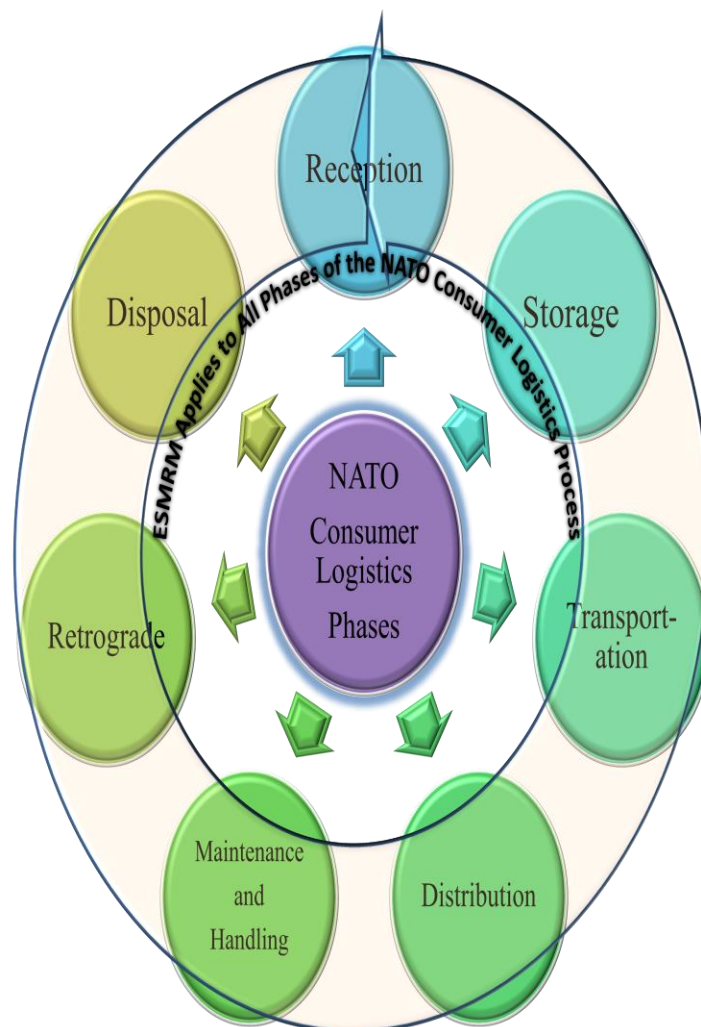 Reception
Storage
Transport-
ation
Distribution
Maintenance
and
Handling
Retrograde
Disposal
ESMRM Applies to All Phases of the NATO Consumer Logistics Process
NATO
Consumer
Logistics
Phases